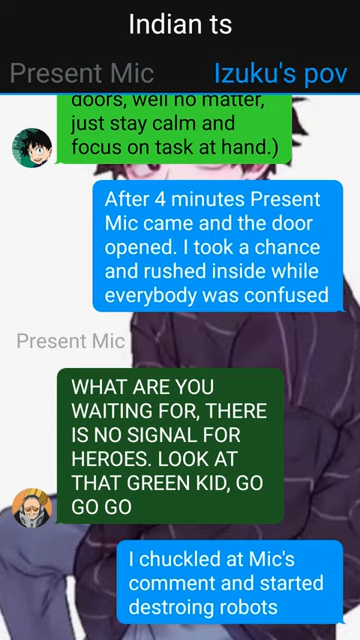 Indian ts
Present Mic
Izuku's pov
doors, well no matter,
just stay calm and
focus on task at hand.)
After 4 minutes Present
Mic came and the door
opened. I took a chance
and rushed inside while
everybody was confused
Present Mic
WHAT ARE YOU
WAITING FOR, THERE
IS NO SIGNAL FOR
HEROES. LOOK AT
THAT GREEN KID, GO
GO GO
I chuckled at Mic's
comment and started
destroing robots